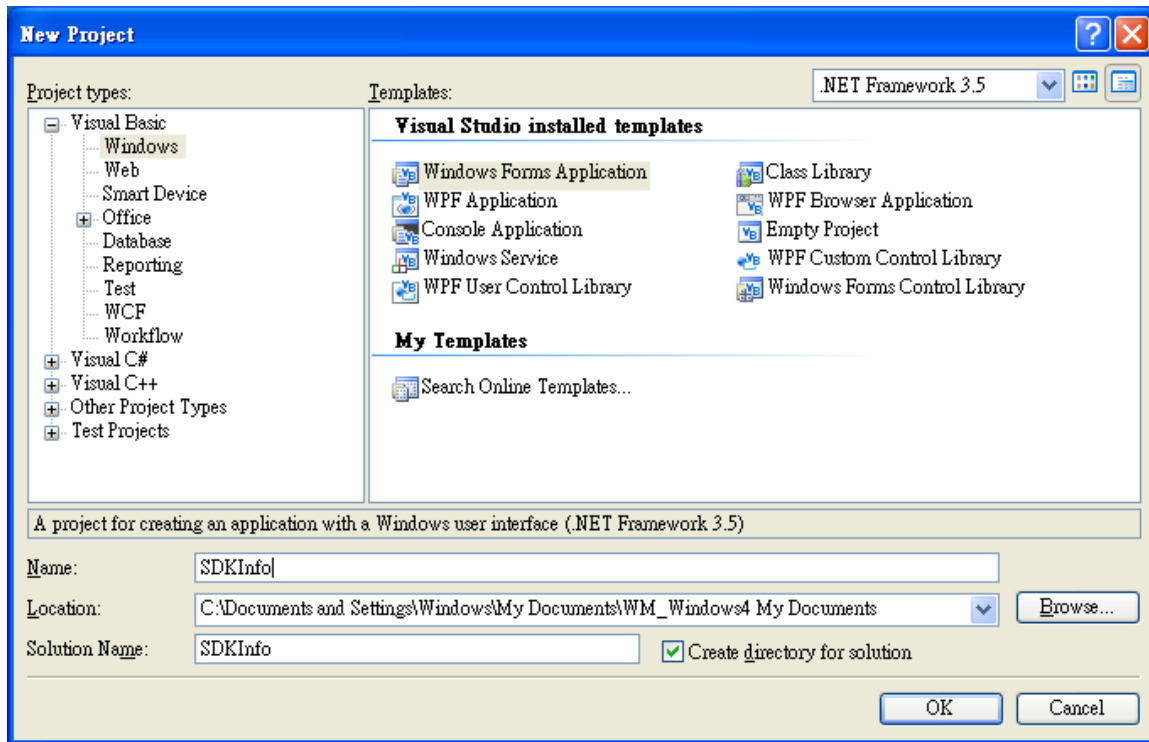 New Project
Project types:
Templates:
.NET Framework 3.5
Visual Basic
Windows
Web
Smart Device
Office
Database
Reporting
Test
WCF
Workflow
Visual C#
Visual C++
Other Project Types
Test Projects
Visual Studio installed templates
Windows Forms Application
Class Library
WPF Application
WPF Browser Application
Console Application
Empty Project
Windows Service
WPF Custom Control Library
WPF User Control Library
Windows Forms Control Library
My Templates
Search Online Templates...
A project for creating an application with a Windows user interface (.NET Framework 3.5)
Name:
SDKInfo
Location:
C:\Documents and Settings\Windows\My Documents\WM_Windows4 My Documents
Browse...
Solution Name:
SDKInfo
Create directory for solution
OK
Cancel